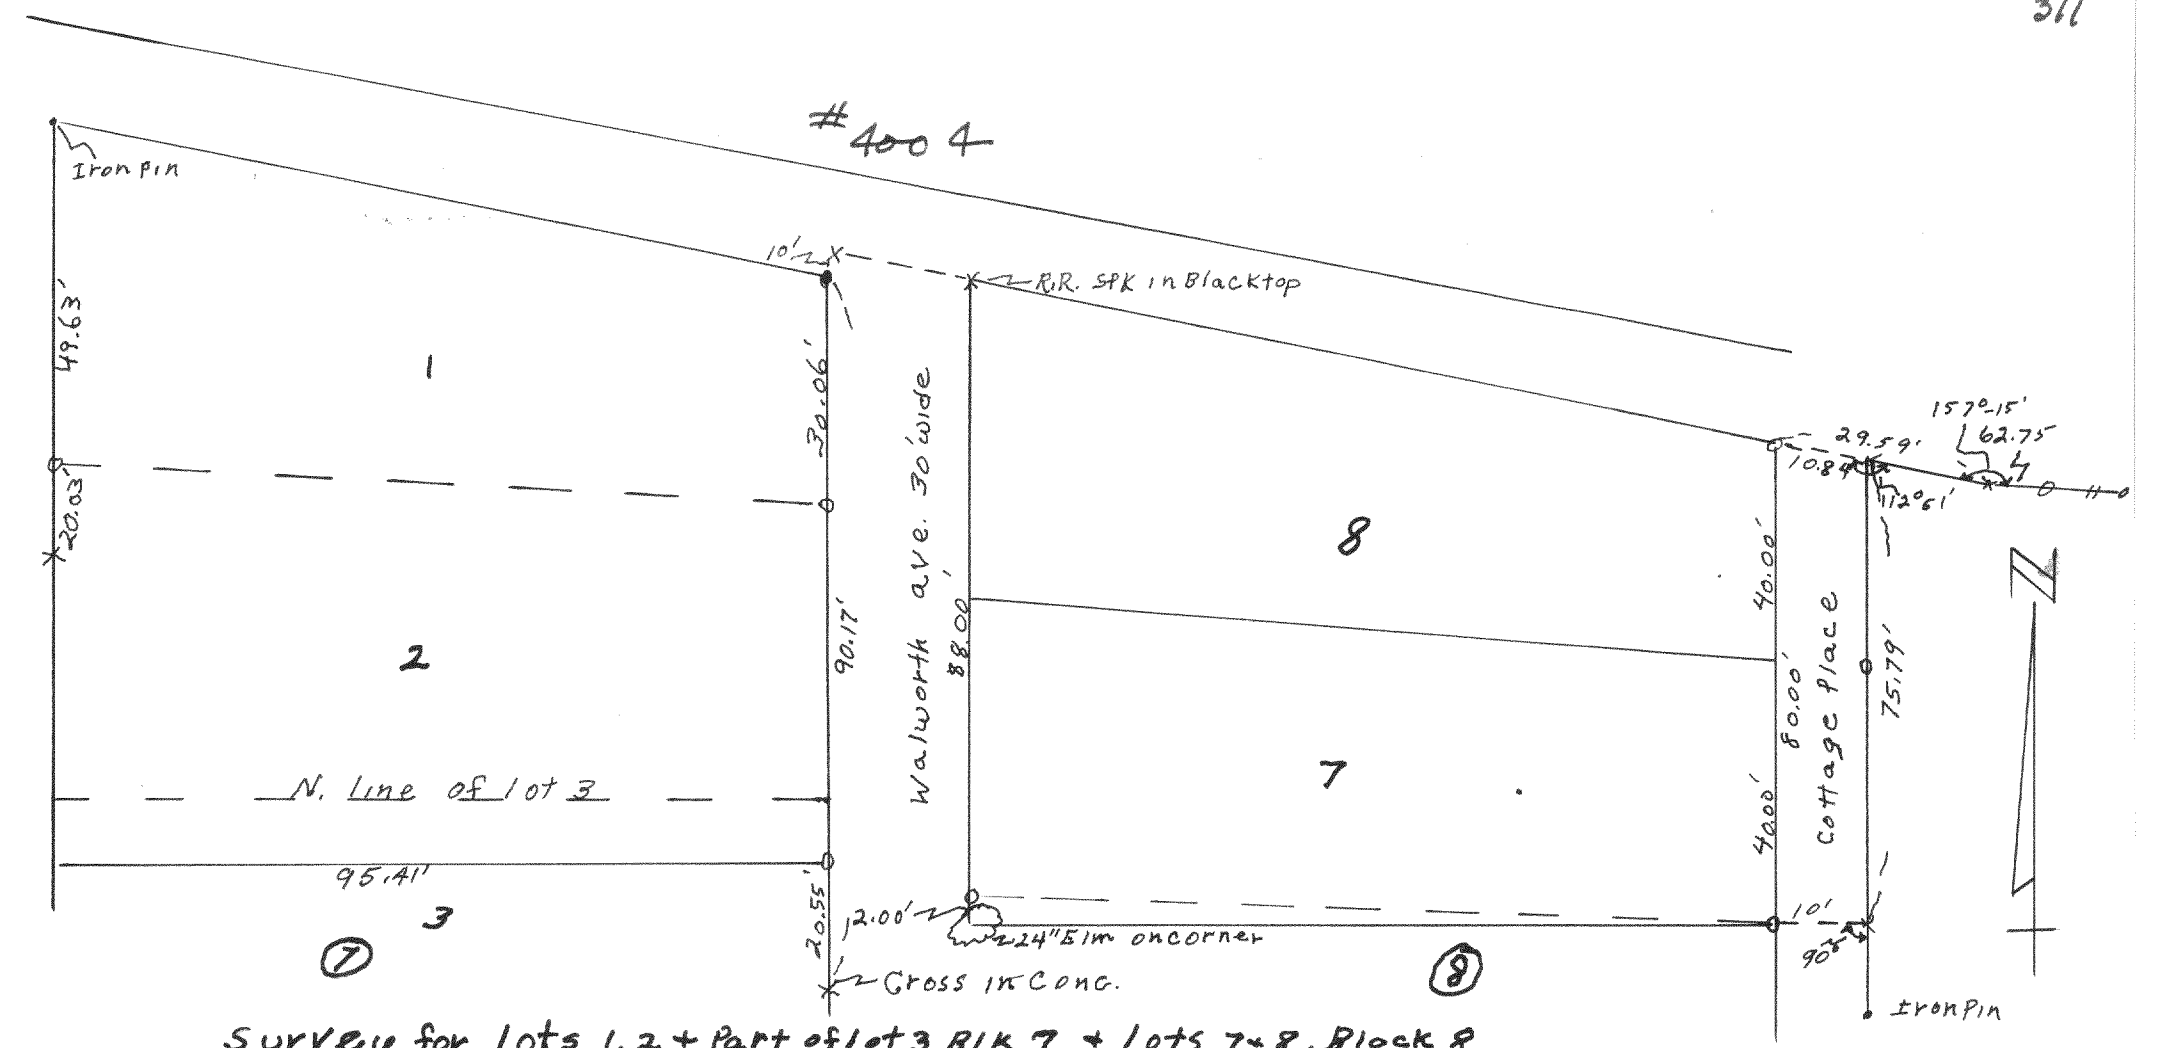 311
#4004
Iron Pin
10'
R.R. SPK in Blacktop
49.63'
1
30.06'
Walworth ave. 30' wide
157°-15'
62.75
29.59'
10.84
112°51'
20.03'
8
40.00'
Cottage Place
N
2
90.17'
88.00'
80.00'
75.79'
N. line of lot 3
7
40.00'
95.41'
3
20.55'
2.00'
24" Elm on corner
10'
90°
7
8
Cross in Conc.
Iron Pin
Survey for lots 1, 2 + Part of lot 3 Blk 7 + lots 7 & 8, Block 8